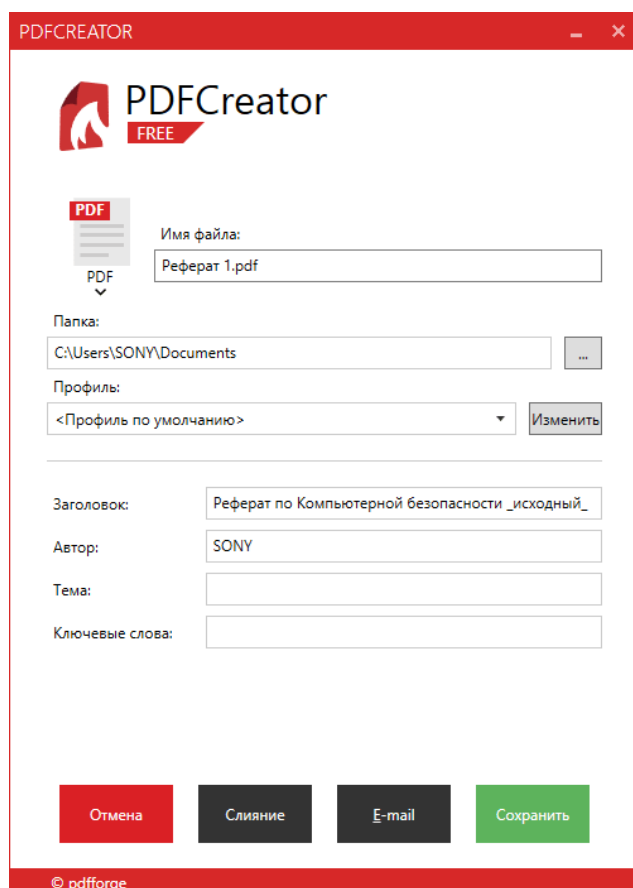 PDFCREATOR
PDFCreator
FREE
PDF
PDF
Имя файла:
Реферат 1.pdf
Папка:
C:\Users\SONY\Documents
...
Профиль:
<Профиль по умолчанию>
Изменить
Заголовок:
Реферат по Компьютерной безопасности _исходный_
Автор:
SONY
Тема:
Ключевые слова:
Отмена
Слияние
E-mail
Сохранить
© pdfforge